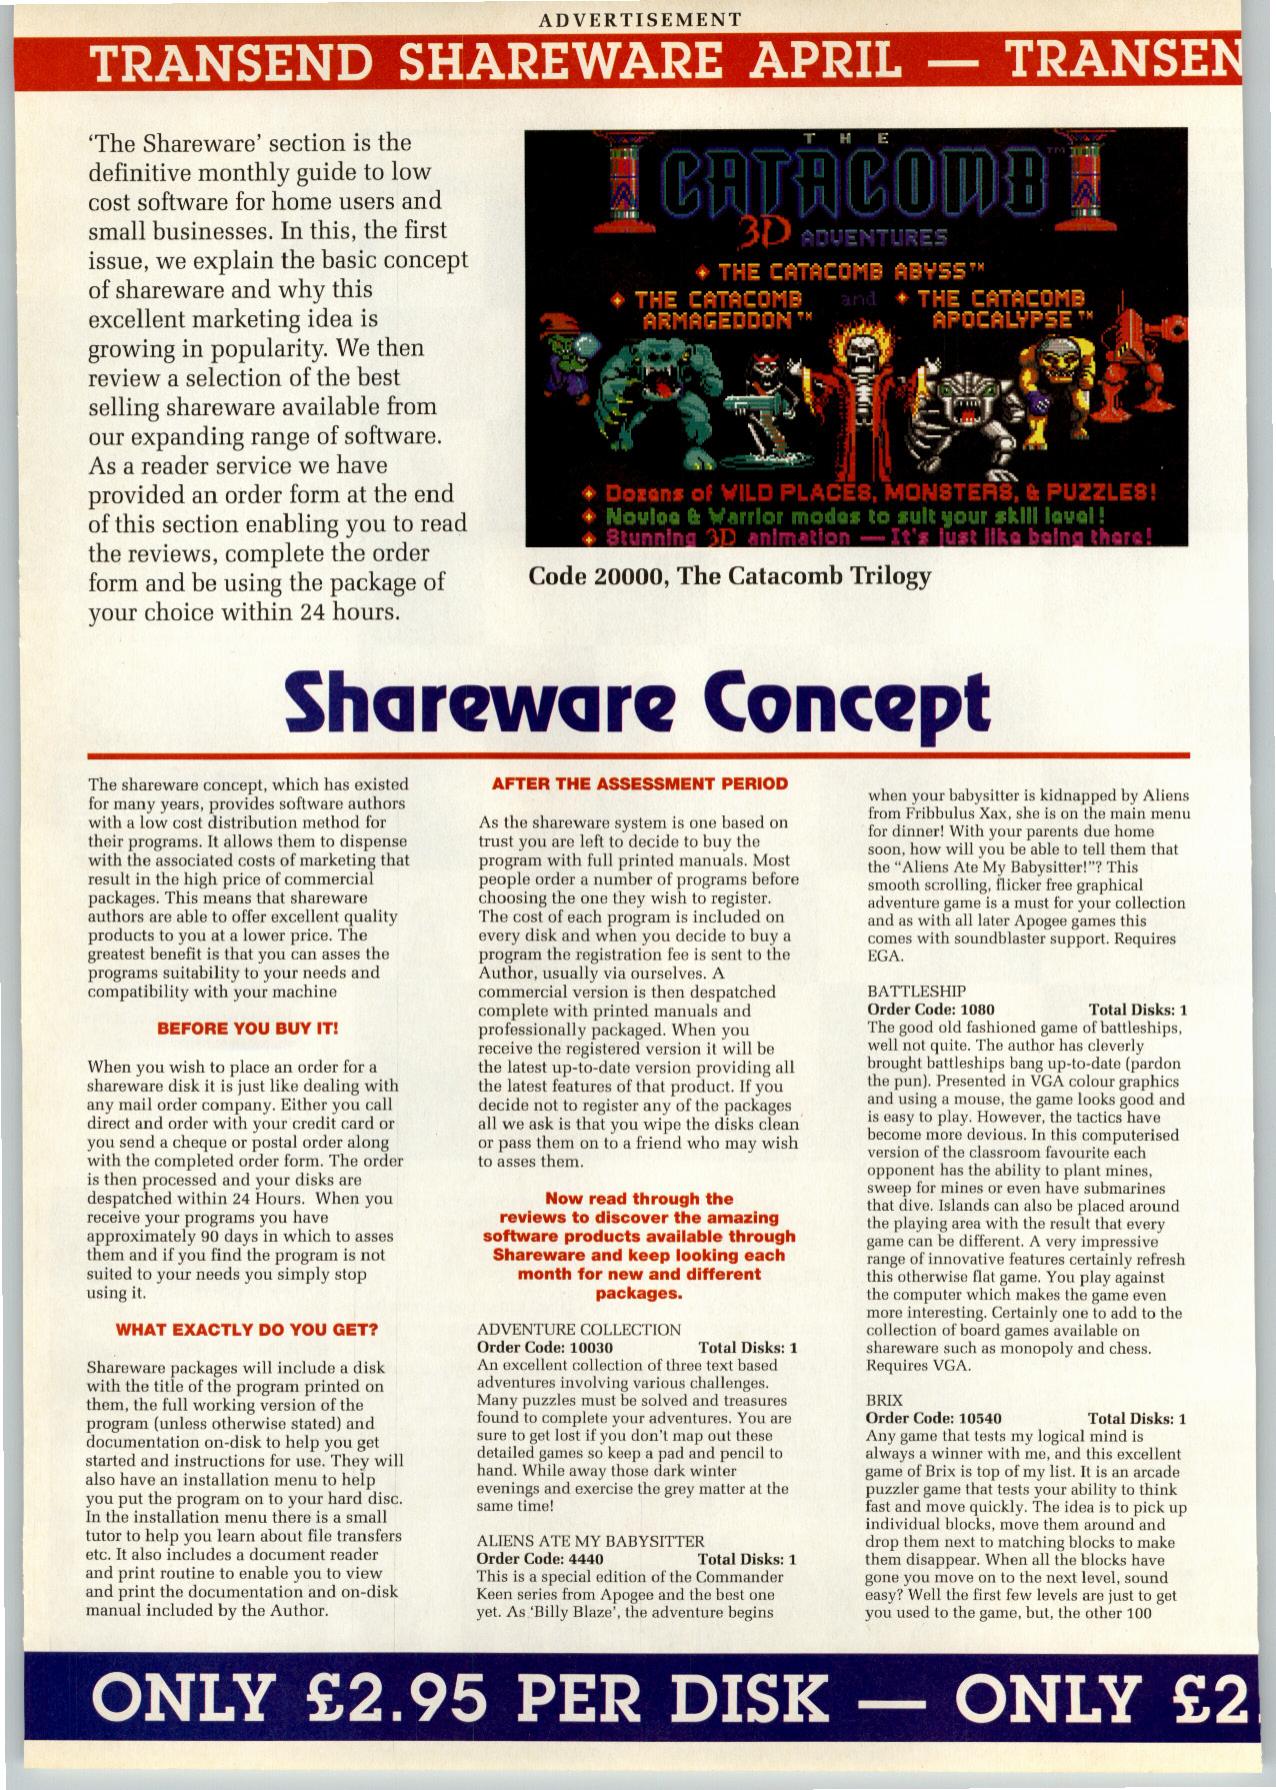 ADVERTISEMENT
TRANSEND SHAREWARE APRIL — TRANSEN
‘The Shareware’ section is the
definitive monthly guide to low
cost software for home users and
small businesses. In this, the first
issue, we explain the basic concept
of shareware and why this
excellent marketing idea is
growing in popularity. We then
review a selection of the best
selling shareware available from
our expanding range of software.
As a reader service we have
provided an order form at the end
of this section enabling you to read
the reviews, complete the order
form and be using the package of
your choice within 24 hours.
THE
CATACOMB™
3D ADVENTURES
THE CATACOMB ABYSS™
THE CATACOMB and THE CATACOMB
ARMAGEDDON™ APOCALYPSE™
Dozens of WILD PLACES, MONSTERS, & PUZZLES!
Novice & Warrior modes to suit your skill level!
Stunning 3D animation — It's just like being there!
Code 20000, The Catacomb Trilogy
Shareware Concept
The shareware concept, which has existed
for many years, provides software authors
with a low cost distribution method for
their programs. It allows them to dispense
with the associated costs of marketing that
result in the high price of commercial
packages. This means that shareware
authors are able to offer excellent quality
products to you at a lower price. The
greatest benefit is that you can asses the
programs suitability to your needs and
compatibility with your machine
BEFORE YOU BUY IT!
When you wish to place an order for a
shareware disk it is just like dealing with
any mail order company. Either you call
direct and order with your credit card or
you send a cheque or postal order along
with the completed order form. The order
is then processed and your disks are
despatched within 24 Hours. When you
receive your programs you have
approximately 90 days in which to asses
them and if you find the program is not
suited to your needs you simply stop
using it.
WHAT EXACTLY DO YOU GET?
Shareware packages will include a disk
with the title of the program printed on
them, the full working version of the
program (unless otherwise stated) and
documentation on-disk to help you get
started and instructions for use. They will
also have an installation menu to help
you put the program on to your hard disc.
In the installation menu there is a small
tutor to help you learn about file transfers
etc. It also includes a document reader
and print routine to enable you to view
and print the documentation and on-disk
manual included by the Author.
AFTER THE ASSESSMENT PERIOD
As the shareware system is one based on
trust you are left to decide to buy the
program with full printed manuals. Most
people order a number of programs before
choosing the one they wish to register.
The cost of each program is included on
every disk and when you decide to buy a
program the registration fee is sent to the
Author, usually via ourselves. A
commercial version is then despatched
complete with printed manuals and
professionally packaged. When you
receive the registered version it will be
the latest up-to-date version providing all
the latest features of that product. If you
decide not to register any of the packages
all we ask is that you wipe the disks clean
or pass them on to a friend who may wish
to asses them.
Now read through the
reviews to discover the amazing
software products available through
Shareware and keep looking each
month for new and different
packages.
ADVENTURE COLLECTION
Order Code: 10030 Total Disks: 1
An excellent collection of three text based
adventures involving various challenges.
Many puzzles must be solved and treasures
found to complete your adventures. You are
sure to get lost if you don't map out these
detailed games so keep a pad and pencil to
hand. While away those dark winter
evenings and exercise the grey matter at the
same time!
ALIENS ATE MY BABYSITTER
Order Code: 4440 Total Disks: 1
This is a special edition of the Commander
Keen series from Apogee and the best one
yet. As ‘Billy Blaze’, the adventure begins
when your babysitter is kidnapped by Aliens
from Fribbulus Xax, she is on the main menu
for dinner! With your parents due home
soon, how will you be able to tell them that
the “Aliens Ate My Babysitter!”? This
smooth scrolling, flicker free graphical
adventure game is a must for your collection
and as with all later Apogee games this
comes with soundblaster support. Requires
EGA.
BATTLESHIP
Order Code: 1080 Total Disks: 1
The good old fashioned game of battleships,
well not quite. The author has cleverly
brought battleships bang up-to-date (pardon
the pun). Presented in VGA colour graphics
and using a mouse, the game looks good and
is easy to play. However, the tactics have
become more devious. In this computerised
version of the classroom favourite each
opponent has the ability to plant mines,
sweep for mines or even have submarines
that dive. Islands can also be placed around
the playing area with the result that every
game can be different. A very impressive
range of innovative features certainly refresh
this otherwise flat game. You play against
the computer which makes the game even
more interesting. Certainly one to add to the
collection of board games available on
shareware such as monopoly and chess.
Requires VGA.
BRIX
Order Code: 10540 Total Disks: 1
Any game that tests my logical mind is
always a winner with me, and this excellent
game of Brix is top of my list. It is an arcade
puzzler game that tests your ability to think
fast and move quickly. The idea is to pick up
individual blocks, move them around and
drop them next to matching blocks to make
them disappear. When all the blocks have
gone you move on to the next level, sound
easy? Well the first few levels are just to get
you used to the game, but, the other 100
ONLY £2.95 PER DISK — ONLY £2.